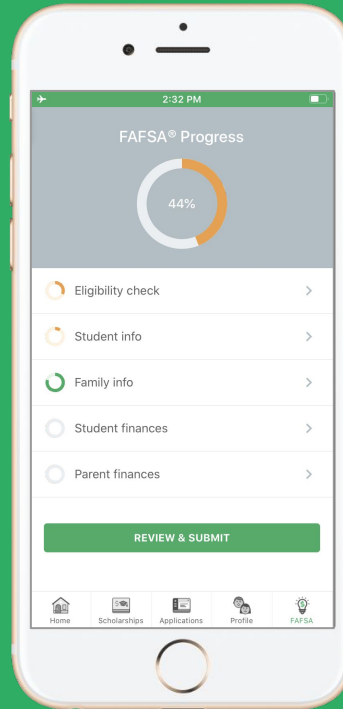 2:32 PM
FAFSA® Progress
44%
Eligibility check
Student info
Family info
Student finances
Parent finances
REVIEW & SUBMIT
Home Scholarships Applications Profile FAFSA